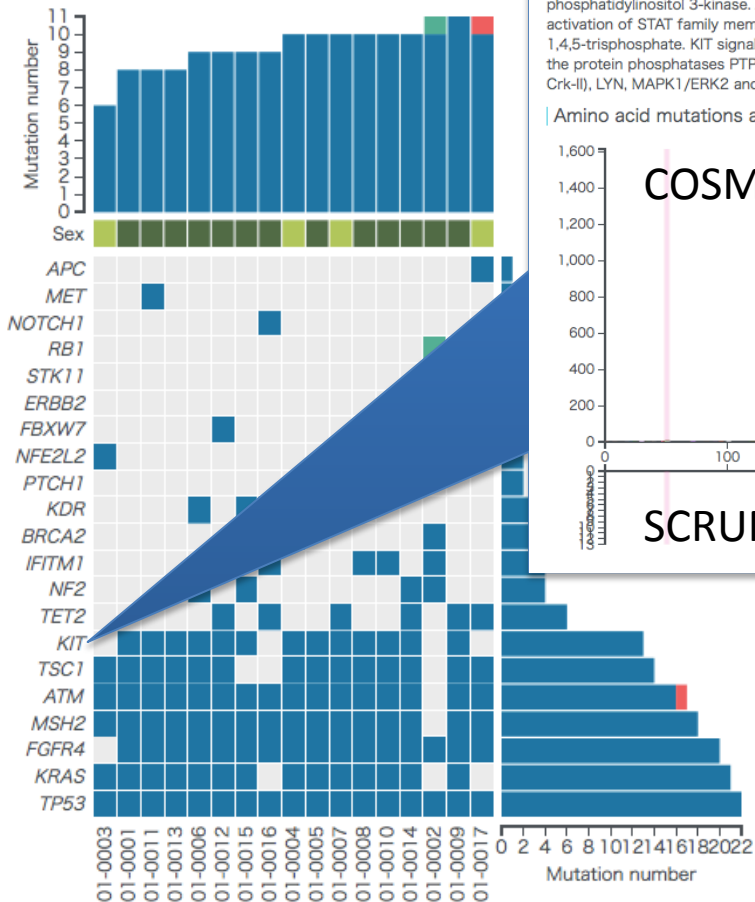 phosphatidylinositol 3-kinase.
activation of STAT family mem
1,4,5-trisphosphate. KIT signal
the protein phosphatases PTP
Crk-II), LYN, MAPK1/ERK2 and
Amino acid mutations a
1,600
1,400
1,200
1,000
800
600
400
200
0
0 100
COSM
SCRU
Mutation number
11
10
9
8
7
6
5
4
3
2
1
0
Sex
APC
MET
NOTCH1
RB1
STK11
ERBB2
FBXW7
NFE2L2
PTCH1
KDR
BRCA2
IFITM1
NF2
TET2
KIT
TSC1
ATM
MSH2
FGFR4
KRAS
TP53
01-0003
01-0001
01-0011
01-0013
01-0006
01-0012
01-0015
01-0016
01-0004
01-0005
01-0007
01-0008
01-0010
01-0014
01-0002
01-0009
01-0017
0 2 4 6 8 10 12 14 16 18 20 22
Mutation number